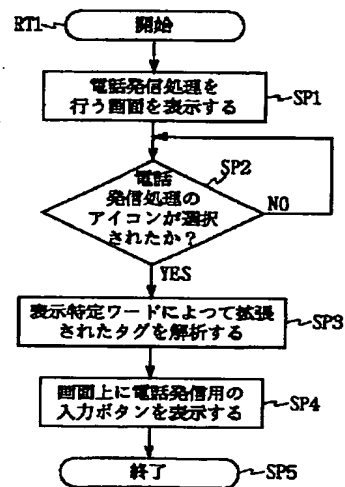 RT1
開始
電話発信処理を
行う画面を表示する
SP1
電話
発信処理の
アイコンが選択
されたか?
SP2
NO
YES
表示特定ワードによつて拡張
されたタグを解析する
SP3
画面上に電話発信用の
入力ボタンを表示する
SP4
終了
SP5